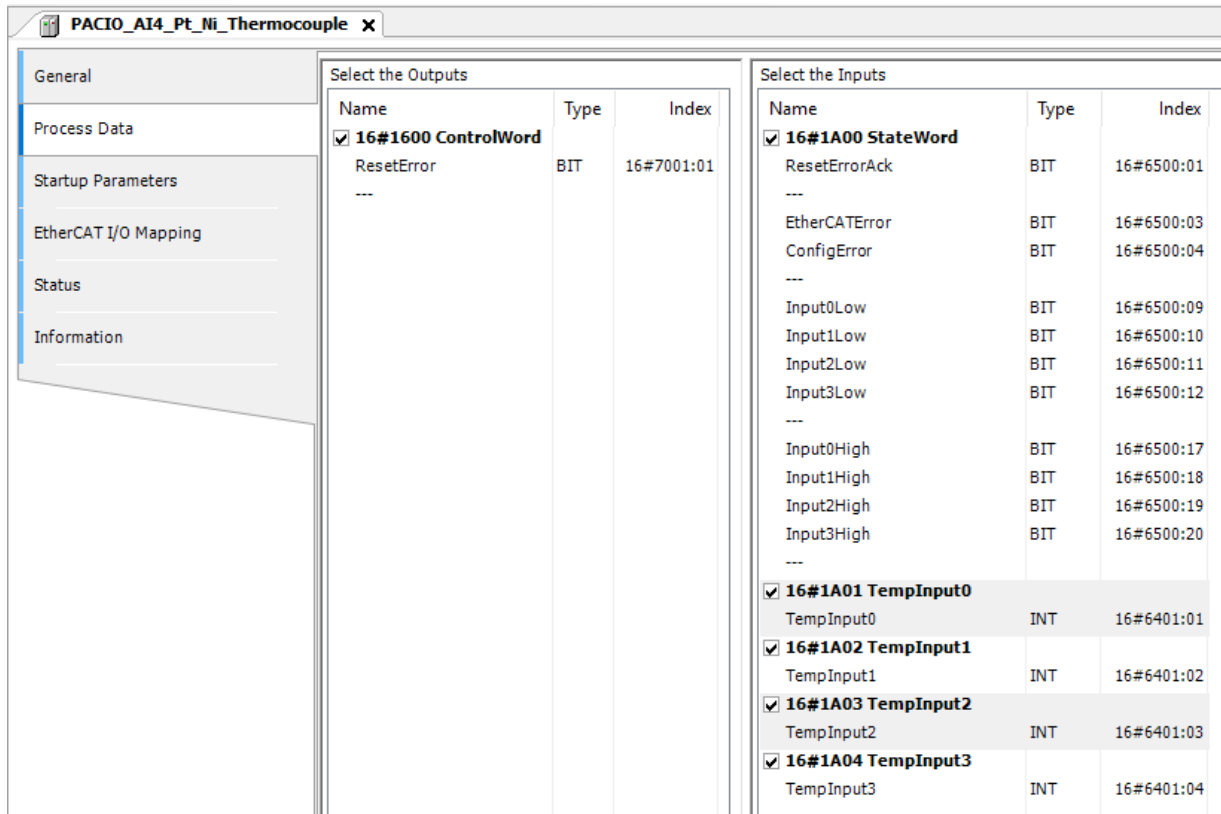 PACIO_AI4_Pt_Ni_Thermocouple X
General
Process Data
Startup Parameters
EtherCAT I/O Mapping
Status
Information
Select the Outputs
Name Type Index
16#1600 ControlWord
ResetError BIT 16#7001:01
---
Select the Inputs
Name Type Index
16#1A00 StateWord
ResetErrorAck BIT 16#6500:01
---
EtherCATError BIT 16#6500:03
ConfigError BIT 16#6500:04
---
Input0Low BIT 16#6500:09
Input1Low BIT 16#6500:10
Input2Low BIT 16#6500:11
Input3Low BIT 16#6500:12
---
Input0High BIT 16#6500:17
Input1High BIT 16#6500:18
Input2High BIT 16#6500:19
Input3High BIT 16#6500:20
---
16#1A01 TempInput0
TempInput0 INT 16#6401:01
16#1A02 TempInput1
TempInput1 INT 16#6401:02
16#1A03 TempInput2
TempInput2 INT 16#6401:03
16#1A04 TempInput3
TempInput3 INT 16#6401:04